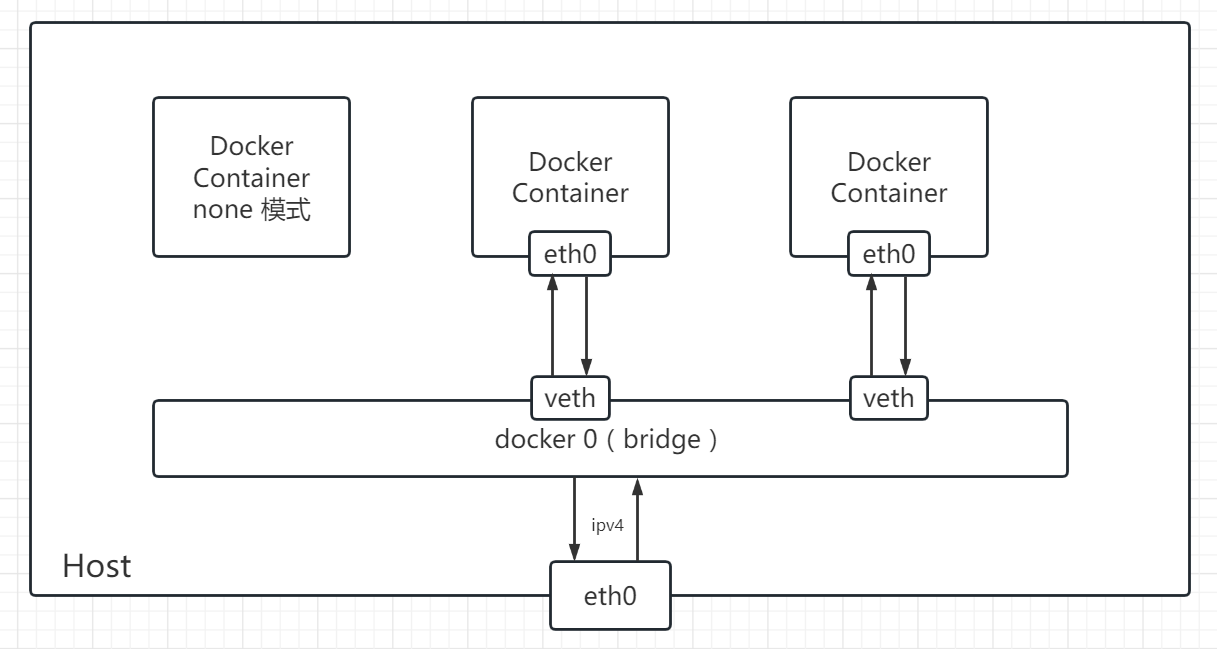 Docker
Container
none 模式
Docker
Container
Docker
Container
eth0
eth0
veth
veth
docker 0（bridge）
ipv4
Host
eth0